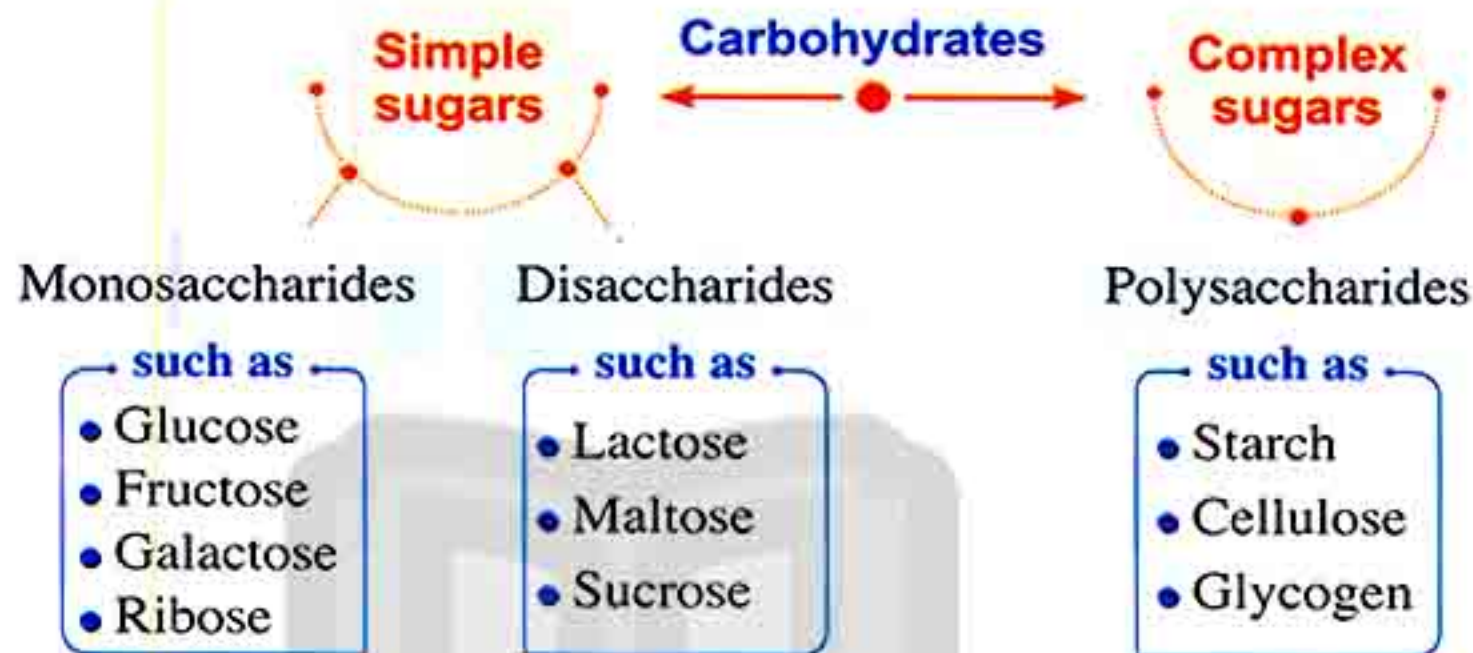 Carbohydrates
Simple
sugars
Complex
sugars
Monosaccharides
such as
• Glucose
• Fructose
• Galactose
• Ribose
Disaccharides
such as
• Lactose
• Maltose
• Sucrose
Polysaccharides
such as
• Starch
• Cellulose
• Glycogen